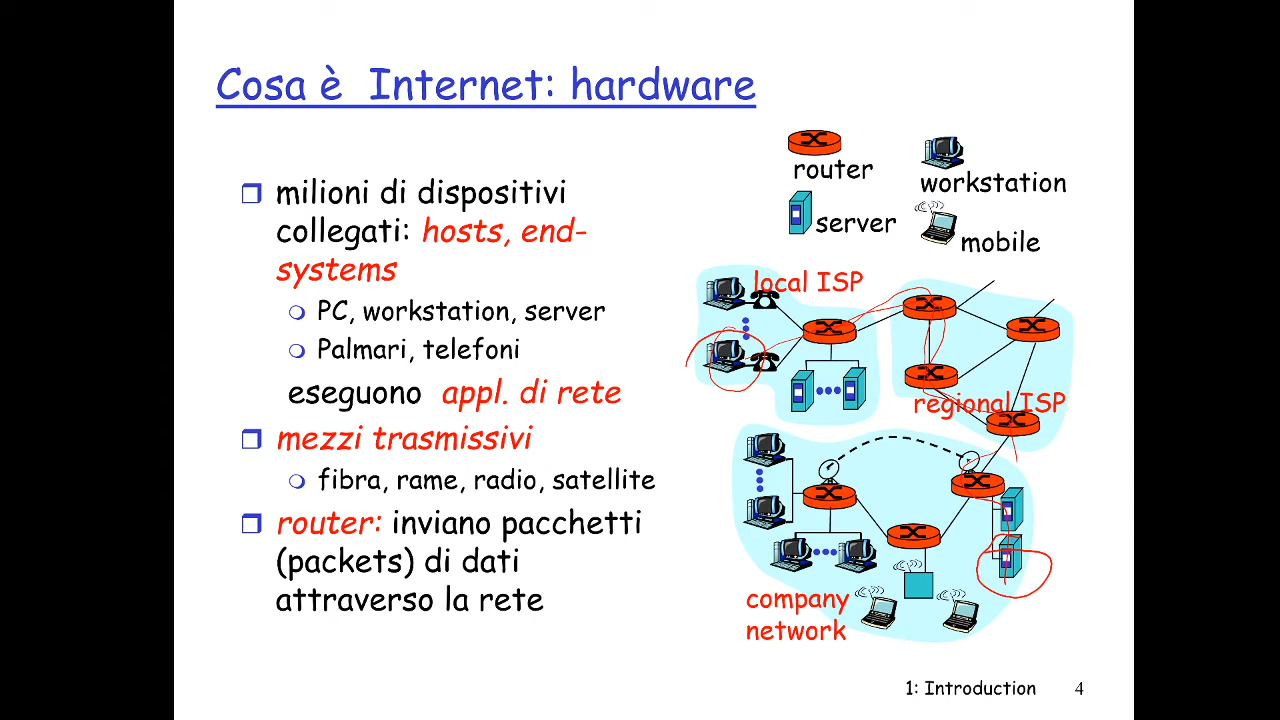 Cosa è Internet: hardware
milioni di dispositivi
collegati: hosts, end-
systems
PC, workstation, server
Palmari, telefoni
eseguono appl. di rete
mezzi trasmissivi
fibra, rame, radio, satellite
router: inviano pacchetti
(packets) di dati
attraverso la rete
router
workstation
server
mobile
local ISP
regional ISP
company
network
1: Introduction 4